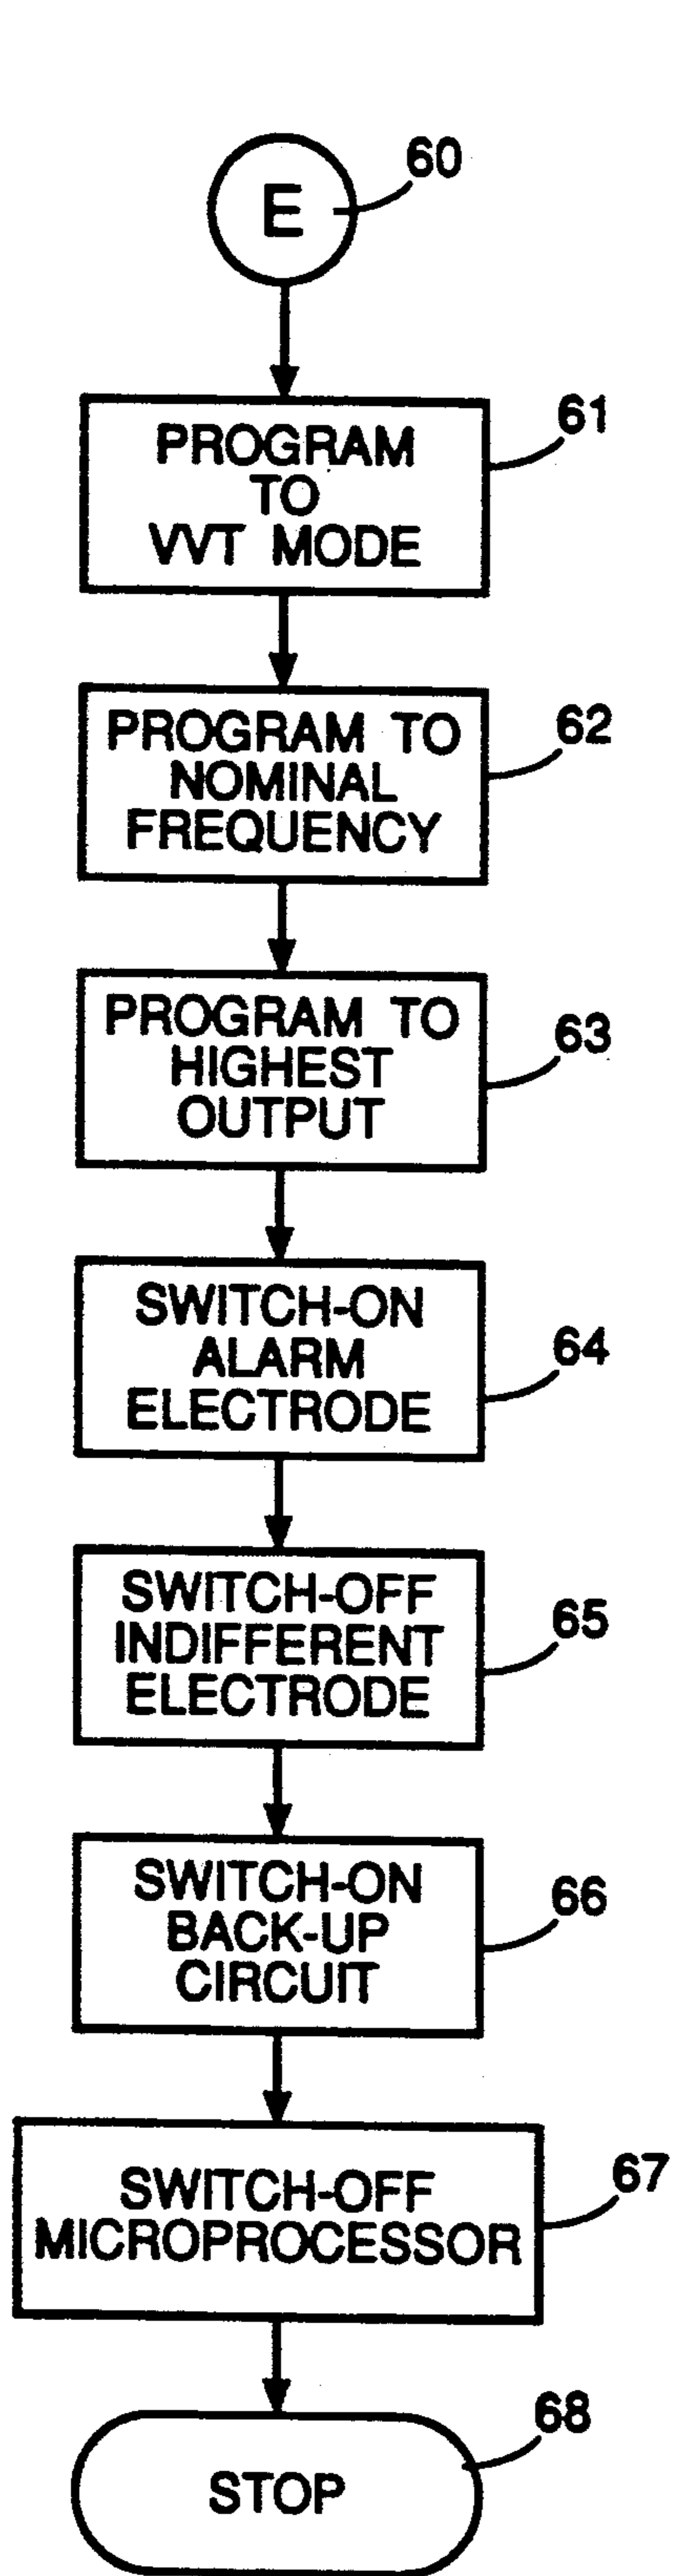 E
60
PROGRAM
TO
VVT MODE
61
PROGRAM TO
NOMINAL
FREQUENCY
62
PROGRAM TO
HIGHEST
OUTPUT
63
SWITCH-ON
ALARM
ELECTRODE
64
SWITCH-OFF
INDIFFERENT
ELECTRODE
65
SWITCH-ON
BACK-UP
CIRCUIT
66
SWITCH-OFF
MICROPROCESSOR
67
STOP
68